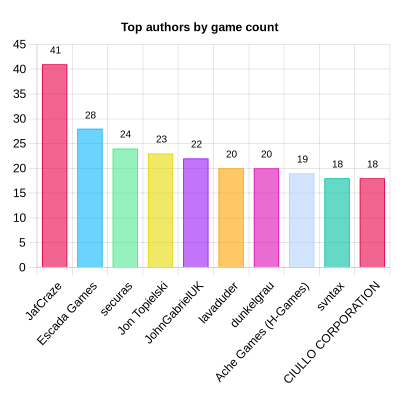 Top authors by game count
45
40
35
30
25
20
15
10
5
0
41
28
24
23
22
20
20
19
18
18
JafCraze
Escada Games
securas
Jon Topielski
JohnGabrielUK
lavaduder
dunkelgrau
Ache Games (H-Games)
svntax
CIULLO CORPORATION